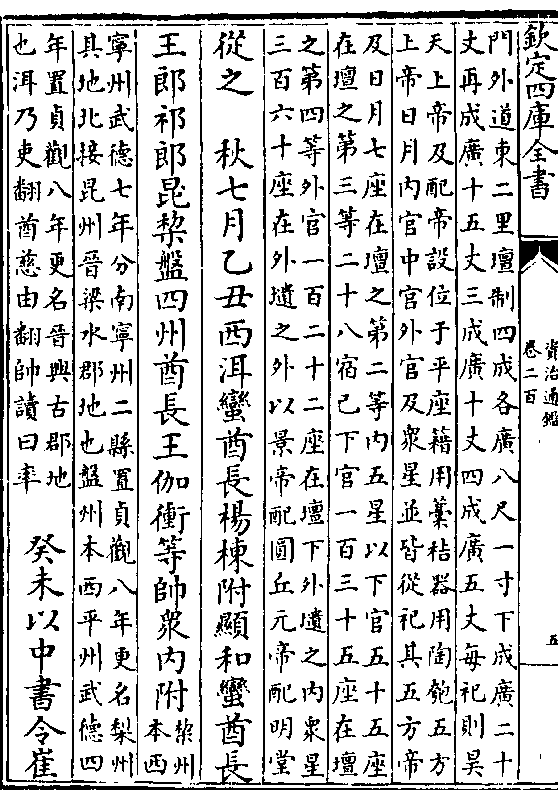 欽定四庫全書
資治通鑑
卷二百
五
門外道東二里壇制四成各廣八尺一寸下成廣二十
丈再成廣十五丈三成廣十丈四成廣五丈每祀則昊
天上帝及配帝設位于平座籍用藁秸器用陶匏五方
上帝日月内官中官外官及衆星並皆從祀其五方帝
及日月七座在壇之第二等内五星以下官五十五座
在壇之第三等二十八宿已下官一百三十五座在壇
之第四等外官一百二十二座在壇下外壝之内衆星
三百六十座在外壝之外以景帝配圓丘元帝配明堂
從之　秋七月乙丑西洱蠻酋長楊棟附顯和蠻酋長
王郎祁郎昆棃盤四州酋長王伽衝等帥衆内附
棃州
本西
寧州武德七年分南寧州二縣置貞觀八年更名梨州
其地北接昆州晉梁水郡地也盤州本西平州武德四
年置貞觀八年更名晉興古郡地
也洱乃吏翻酋慈由翻帥讀曰率
癸未以中書令崔